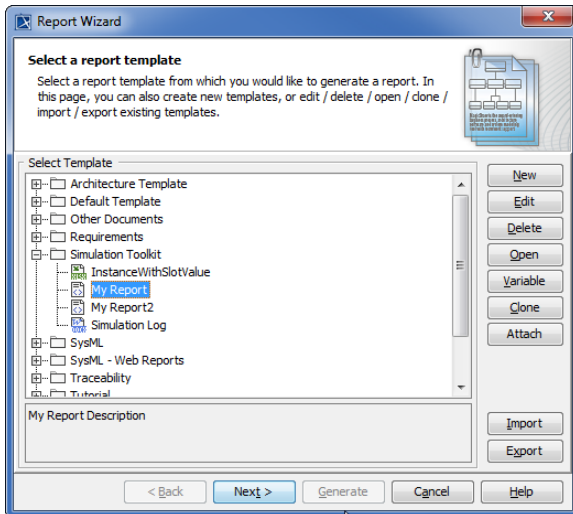 Report Wizard
Select a report template
Select a report template from which you would like to generate a report. In
this page, you can also create new templates, or edit / delete / open / clone /
import / export existing templates.
Select Template
Architecture Template
Default Template
Other Documents
Requirements
Simulation Toolkit
InstanceWithSlotValue
My Report
My Report2
Simulation Log
SysML
SysML - Web Reports
Traceability
Tutorial
New
Edit
Delete
Open
Variable
Clone
Attach
My Report Description
Import
Export
< Back
Next >
Generate
Cancel
Help